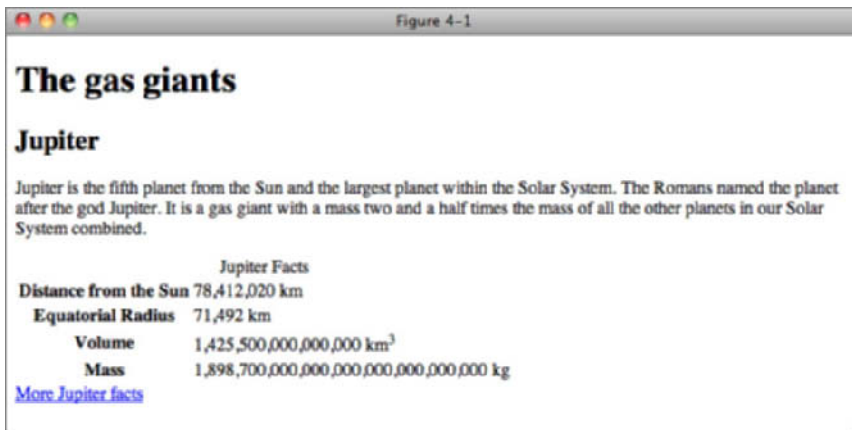 Figure 4-1
The gas giants
Jupiter
Jupiter is the fifth planet from the Sun and the largest planet within the Solar System. The Romans named the planet
after the god Jupiter. It is a gas giant with a mass two and a half times the mass of all the other planets in our Solar
System combined.
Jupiter Facts
Distance from the Sun 78,412,020 km
Equatorial Radius 71,492 km
Volume 1,425,500,000,000,000 km³
Mass 1,898,700,000,000,000,000,000,000,000 kg
More Jupiter facts